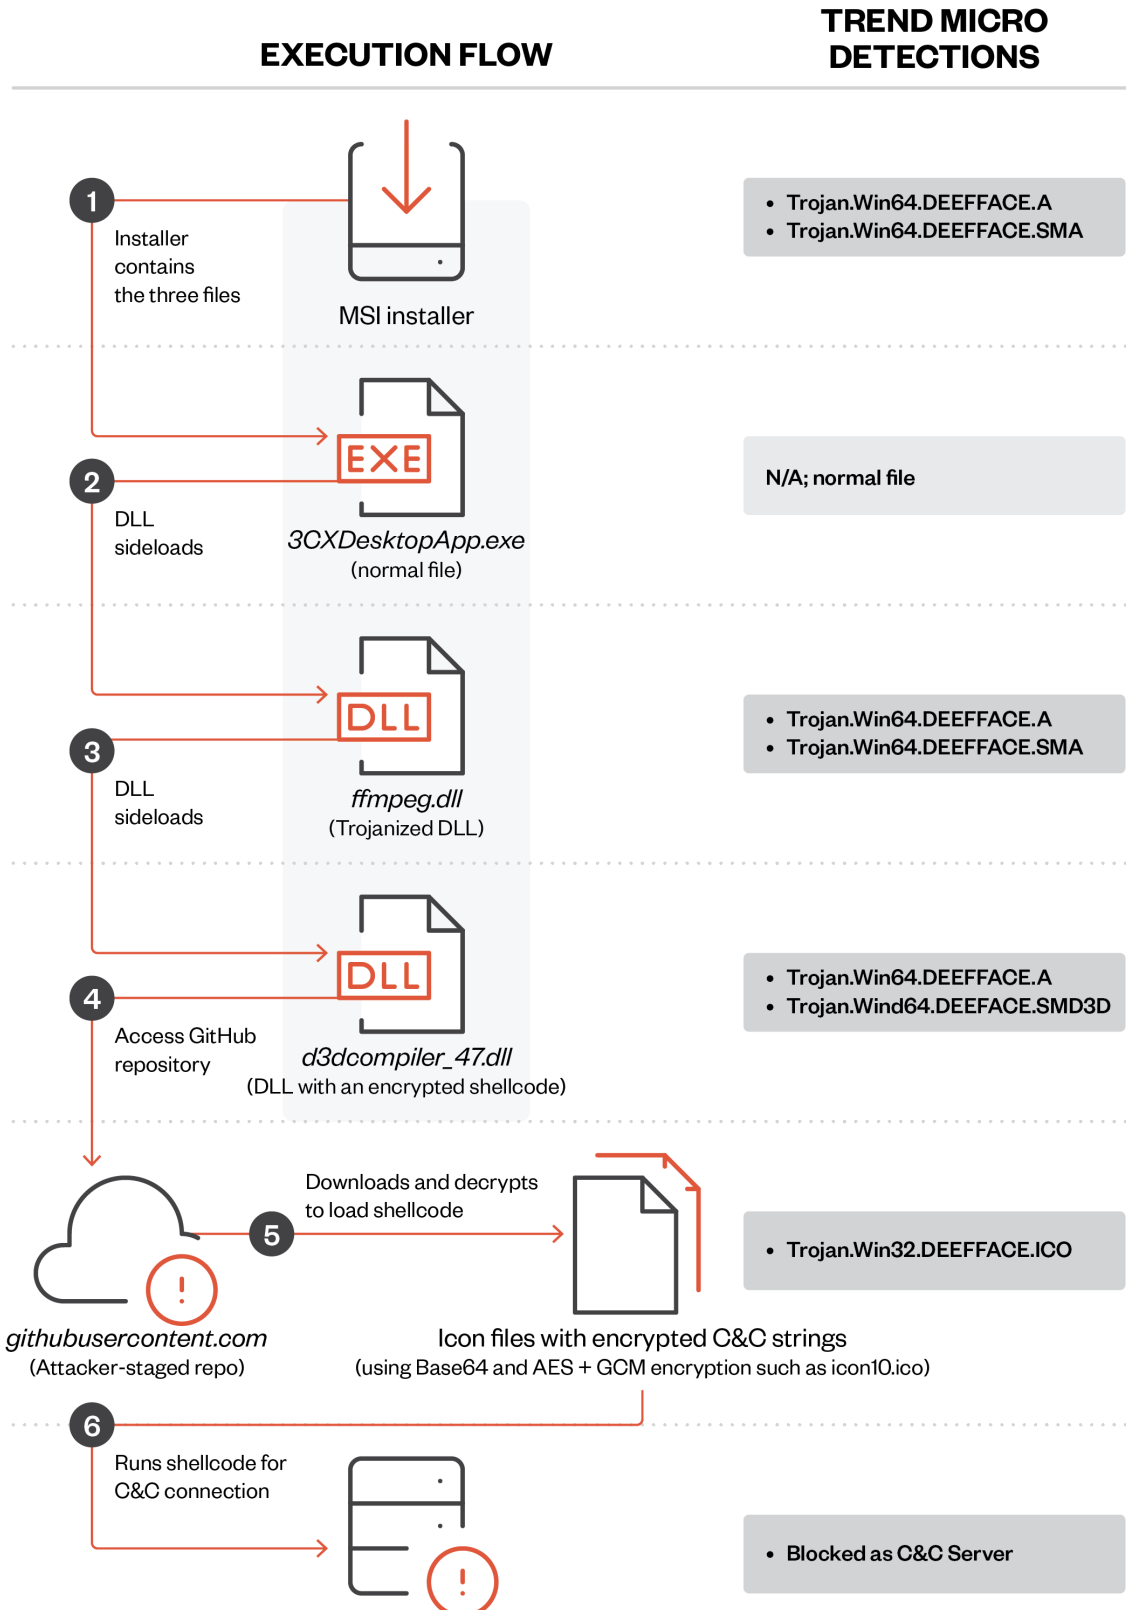 EXECUTION FLOW
TREND MICRO
DETECTIONS
1
Installer
contains
the three files
MSI installer
• Trojan.Win64.DEEFFACE.A
• Trojan.Win64.DEEFFACE.SMA
EXE
2
DLL
sideloads
3CXDesktopApp.exe
(normal file)
N/A; normal file
DLL
3
DLL
sideloads
ffmpeg.dll
(Trojanized DLL)
• Trojan.Win64.DEEFFACE.A
• Trojan.Win64.DEEFFACE.SMA
DLL
4
Access GitHub
repository
d3dcompiler_47.dll
(DLL with an encrypted shellcode)
• Trojan.Win64.DEEFFACE.A
• Trojan.Wind64.DEEFACE.SMD3D
Downloads and decrypts
to load shellcode
5
!
githubusercontent.com
(Attacker-staged repo)
Icon files with encrypted C&C strings
(using Base64 and AES + GCM encryption such as icon10.ico)
• Trojan.Win32.DEEFFACE.ICO
6
Runs shellcode for
C&C connection
!
• Blocked as C&C Server